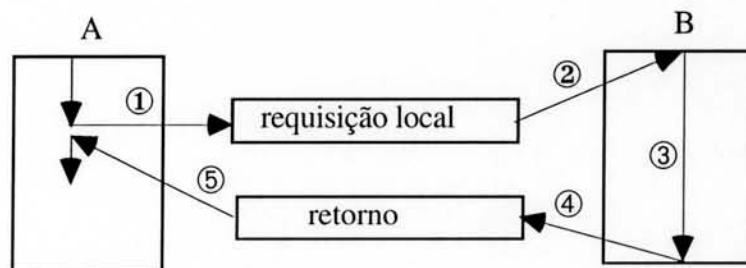 A
B
①
②
requisição local
③
⑤
④
retorno